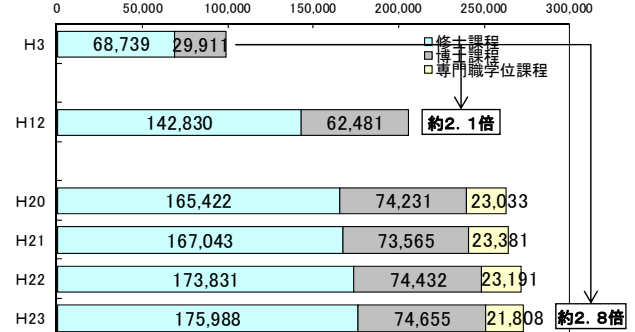 0 50,000 100,000 150,000 200,000 250,000 300,000
H3 68,739 29,911
修士課程
博士課程
専門職学位課程
H12 142,830 62,481 約2.1倍
H20 165,422 74,231 23,033
H21 167,043 73,565 23,381
H22 173,831 74,432 23,191
H23 175,988 74,655 21,808 約2.8倍